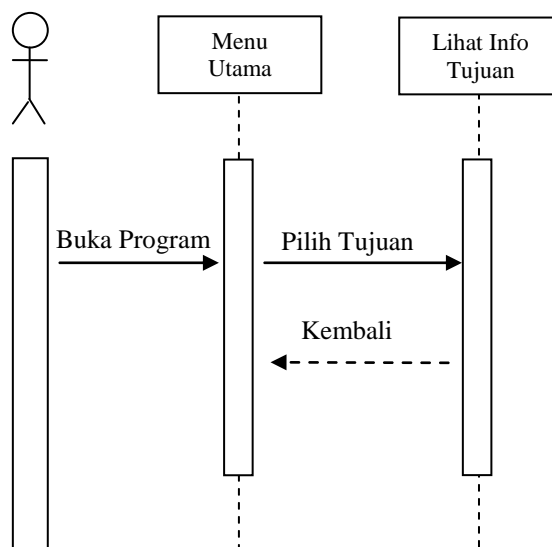 Menu
Utama
Lihat Info
Tujuan
Buka Program
Pilih Tujuan
Kembali